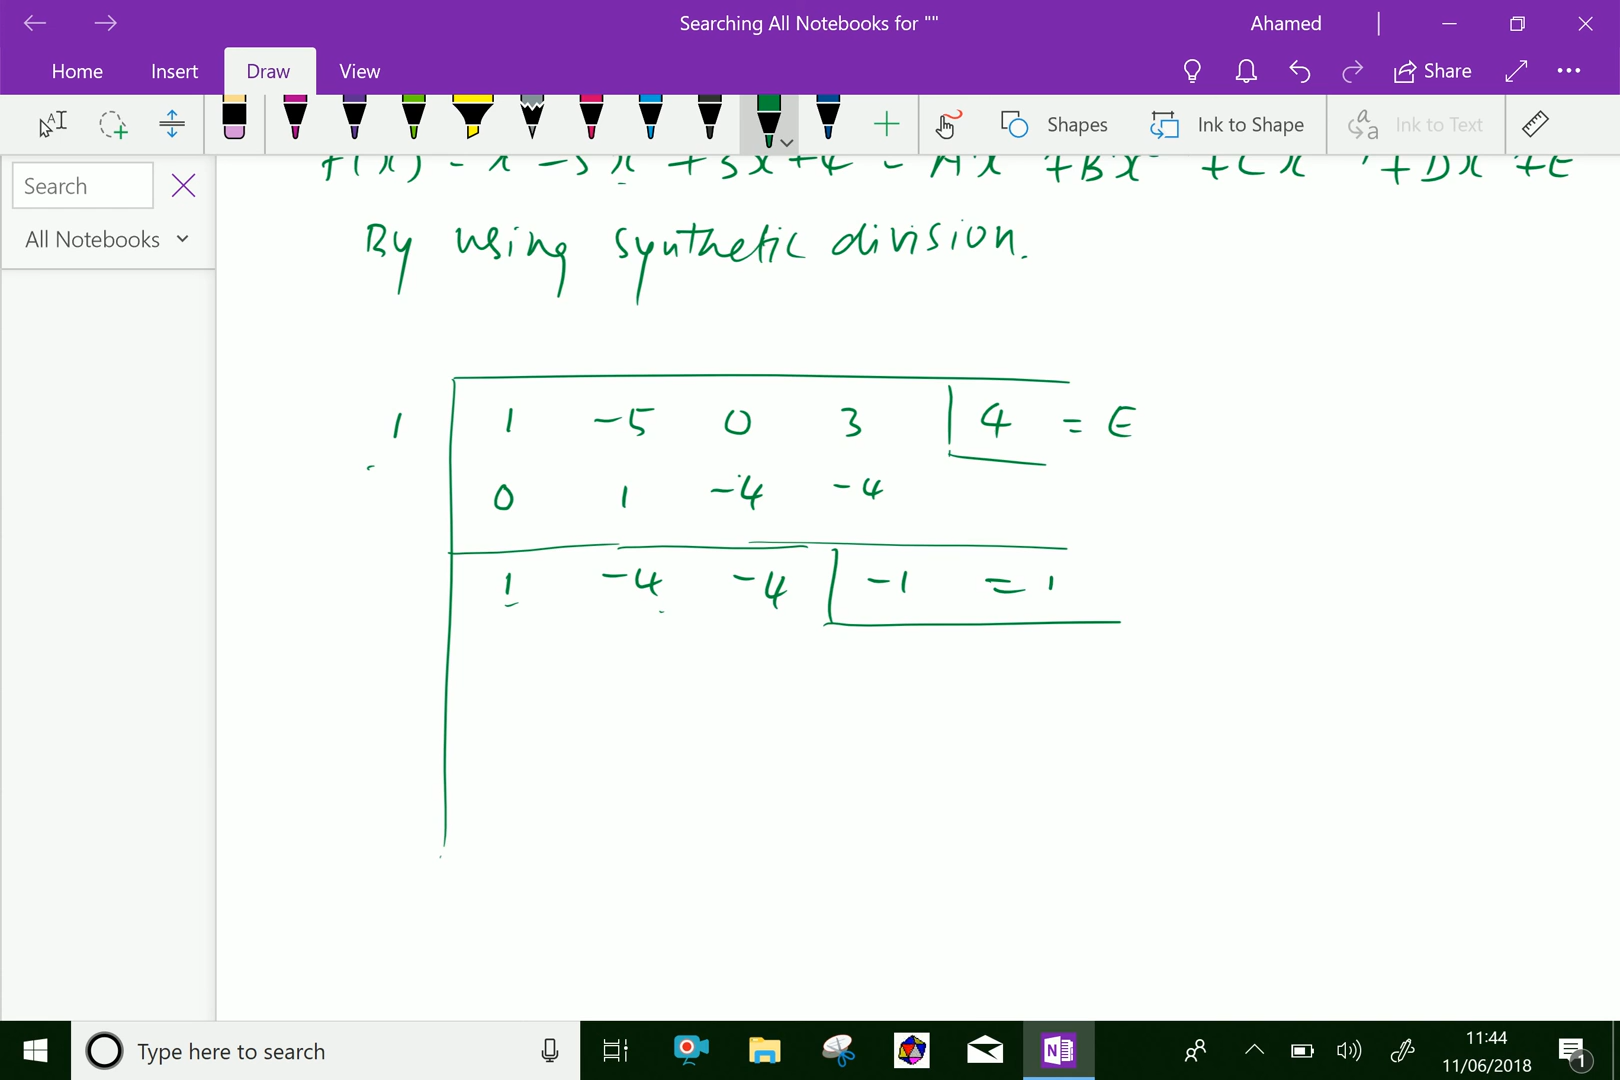 Searching All Notebooks for ""
Ahamed
Home Insert Draw View
Share
Shapes
Ink to Shape
Ink to Text
Search
All Notebooks
By using synthetic division.
1 1 -5 0 3 4 = E
0 1 -4 -4
1 -4 -4 -1 = 1
Type here to search
11:44
11/06/2018
1